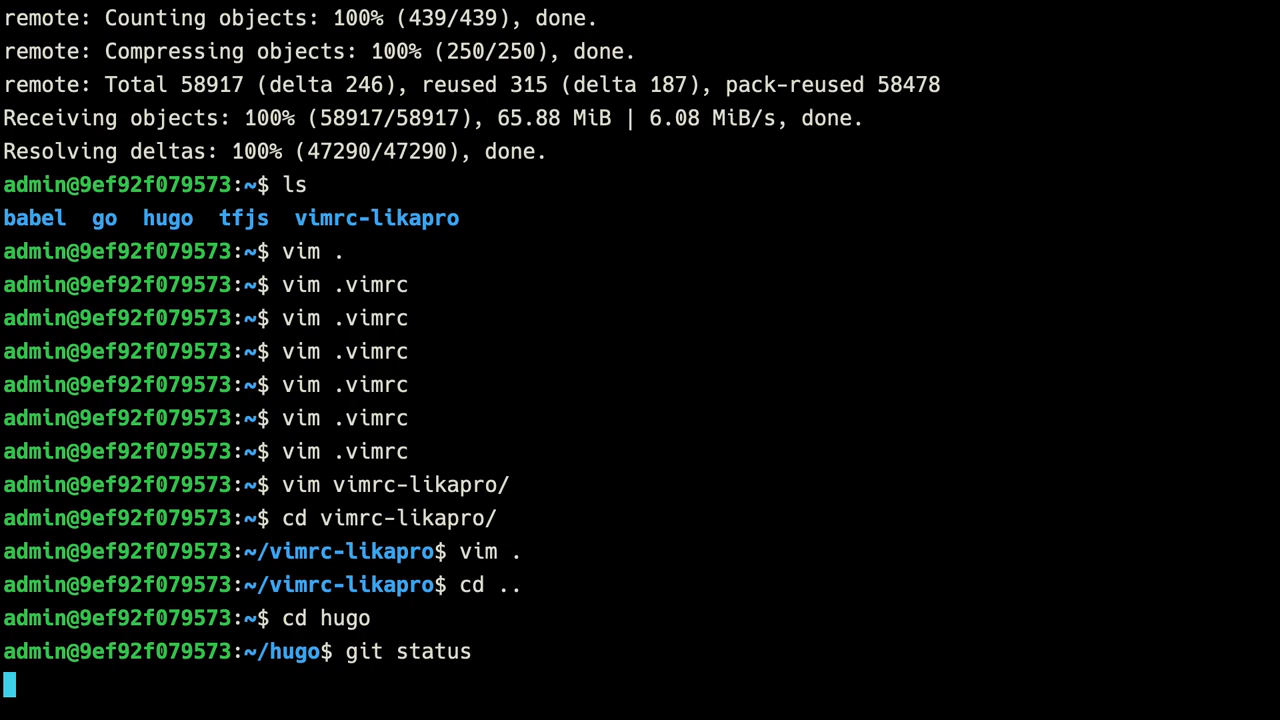 remote: Counting objects: 100% (439/439), done.
remote: Compressing objects: 100% (250/250), done.
remote: Total 58917 (delta 246), reused 315 (delta 187), pack-reused 58478
Receiving objects: 100% (58917/58917), 65.88 MiB | 6.08 MiB/s, done.
Resolving deltas: 100% (47290/47290), done.
admin@9ef92f079573:~$ ls
babel  go  hugo  tfjs  vimrc-likapro
admin@9ef92f079573:~$ vim .
admin@9ef92f079573:~$ vim .vimrc
admin@9ef92f079573:~$ vim .vimrc
admin@9ef92f079573:~$ vim .vimrc
admin@9ef92f079573:~$ vim .vimrc
admin@9ef92f079573:~$ vim .vimrc
admin@9ef92f079573:~$ vim .vimrc
admin@9ef92f079573:~$ vim vimrc-likapro/
admin@9ef92f079573:~$ cd vimrc-likapro/
admin@9ef92f079573:~/vimrc-likapro$ vim .
admin@9ef92f079573:~/vimrc-likapro$ cd ..
admin@9ef92f079573:~$ cd hugo
admin@9ef92f079573:~/hugo$ git status